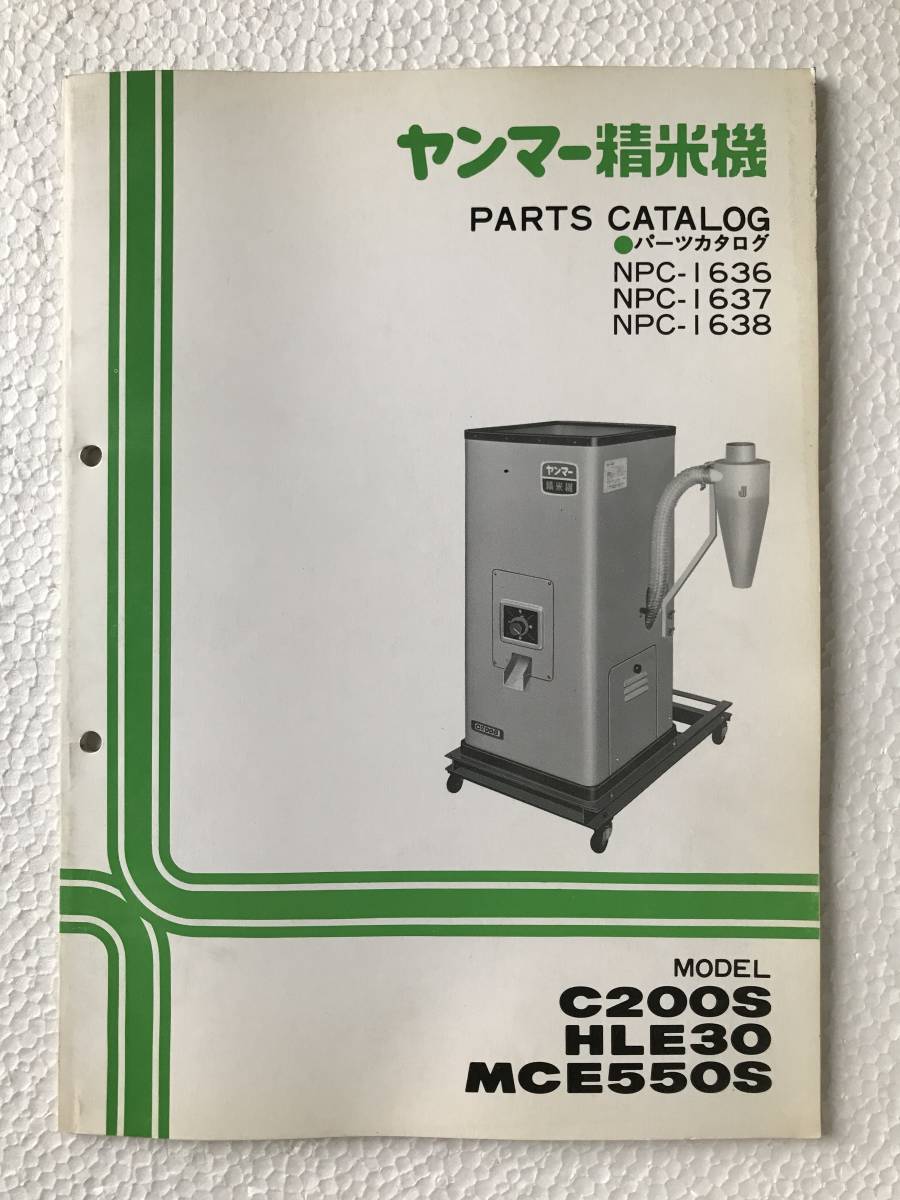 ヤンマー精米機
PARTS CATALOG
●パーツカタログ
NPC-1636
NPC-1637
NPC-1638
ヤンマー
精米機
C200S
MODEL
C200S
HLE30
MCE550S